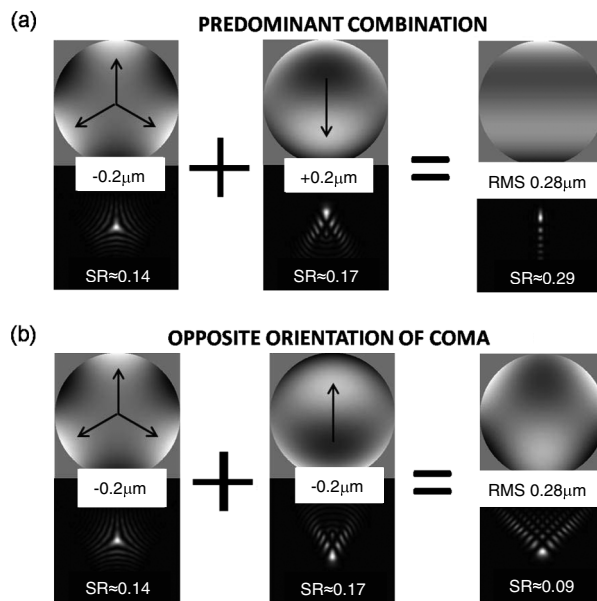 (a)
PREDOMINANT COMBINATION
-0.2μm
+0.2μm
RMS 0.28μm
SR≈0.14
SR≈0.17
SR≈0.29
(b)
OPPOSITE ORIENTATION OF COMA
-0.2μm
-0.2μm
RMS 0.28μm
SR≈0.14
SR≈0.17
SR≈0.09